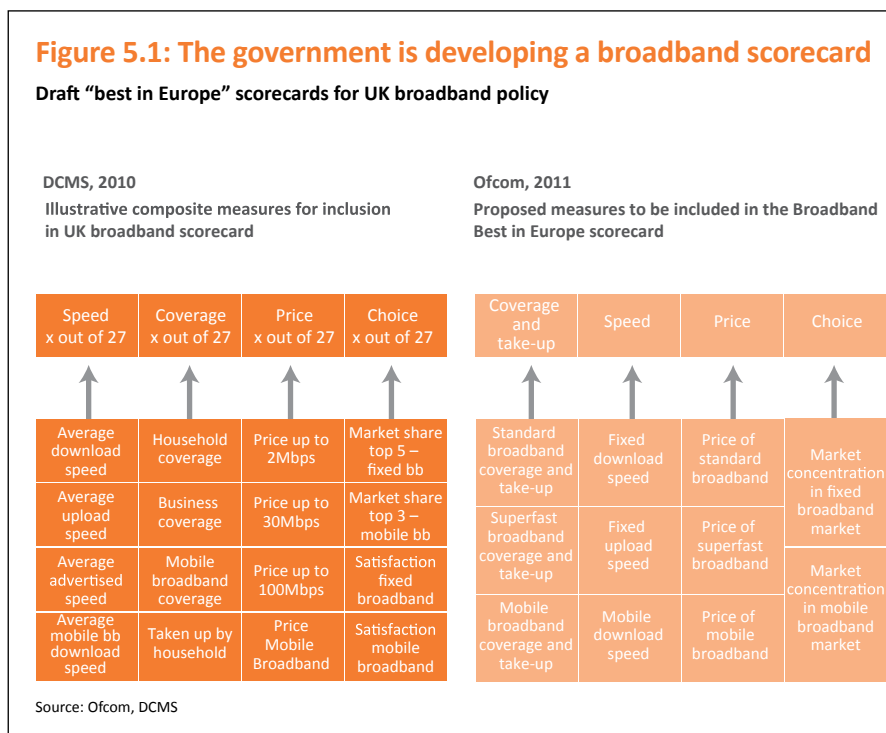 Figure 5.1: The government is developing a broadband scorecard
Draft “best in Europe” scorecards for UK broadband policy
DCMS, 2010
Illustrative composite measures for inclusion
in UK broadband scorecard
Speed
x out of 27
Coverage
x out of 27
Price
x out of 27
Choice
x out of 27
Average
download
speed
Household
coverage
Price up to
2Mbps
Market share
top 5 –
fixed bb
Average
upload
speed
Business
coverage
Price up to
30Mbps
Market share
top 3 –
mobile bb
Average
advertised
speed
Mobile
broadband
coverage
Price up to
100Mbps
Satisfaction
fixed
broadband
Average
mobile bb
download
speed
Taken up by
household
Price
Mobile
Broadband
Satisfaction
mobile
broadband
Ofcom, 2011
Proposed measures to be included in the Broadband
Best in Europe scorecard
Coverage
and
take-up
Speed
Price
Choice
Standard
broadband
coverage and
take-up
Fixed
download
speed
Price of
standard
broadband
Market
concentration
in fixed
broadband
market
Superfast
broadband
coverage and
take-up
Fixed
upload
speed
Price of
superfast
broadband
Market
concentration
in mobile
broadband
market
Mobile
broadband
coverage and
take-up
Mobile
download
speed
Price of
mobile
broadband
Source: Ofcom, DCMS